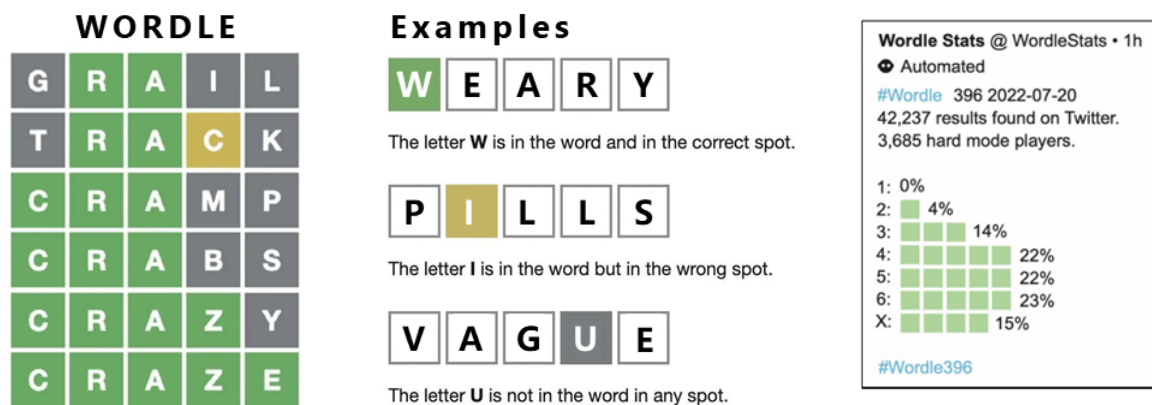 WORDLE
G R A I L
T R A C K
C R A M P
C R A B S
C R A Z Y
C R A Z E
Examples
W E A R Y
The letter W is in the word and in the correct spot.
P I L L S
The letter I is in the word but in the wrong spot.
V A G U E
The letter U is not in the word in any spot.
Wordle Stats @ WordleStats • 1h
Automated
#Wordle 396 2022-07-20
42,237 results found on Twitter.
3,685 hard mode players.
1: 0%
2: 4%
3: 14%
4: 22%
5: 22%
6: 23%
X: 15%
#Wordle396